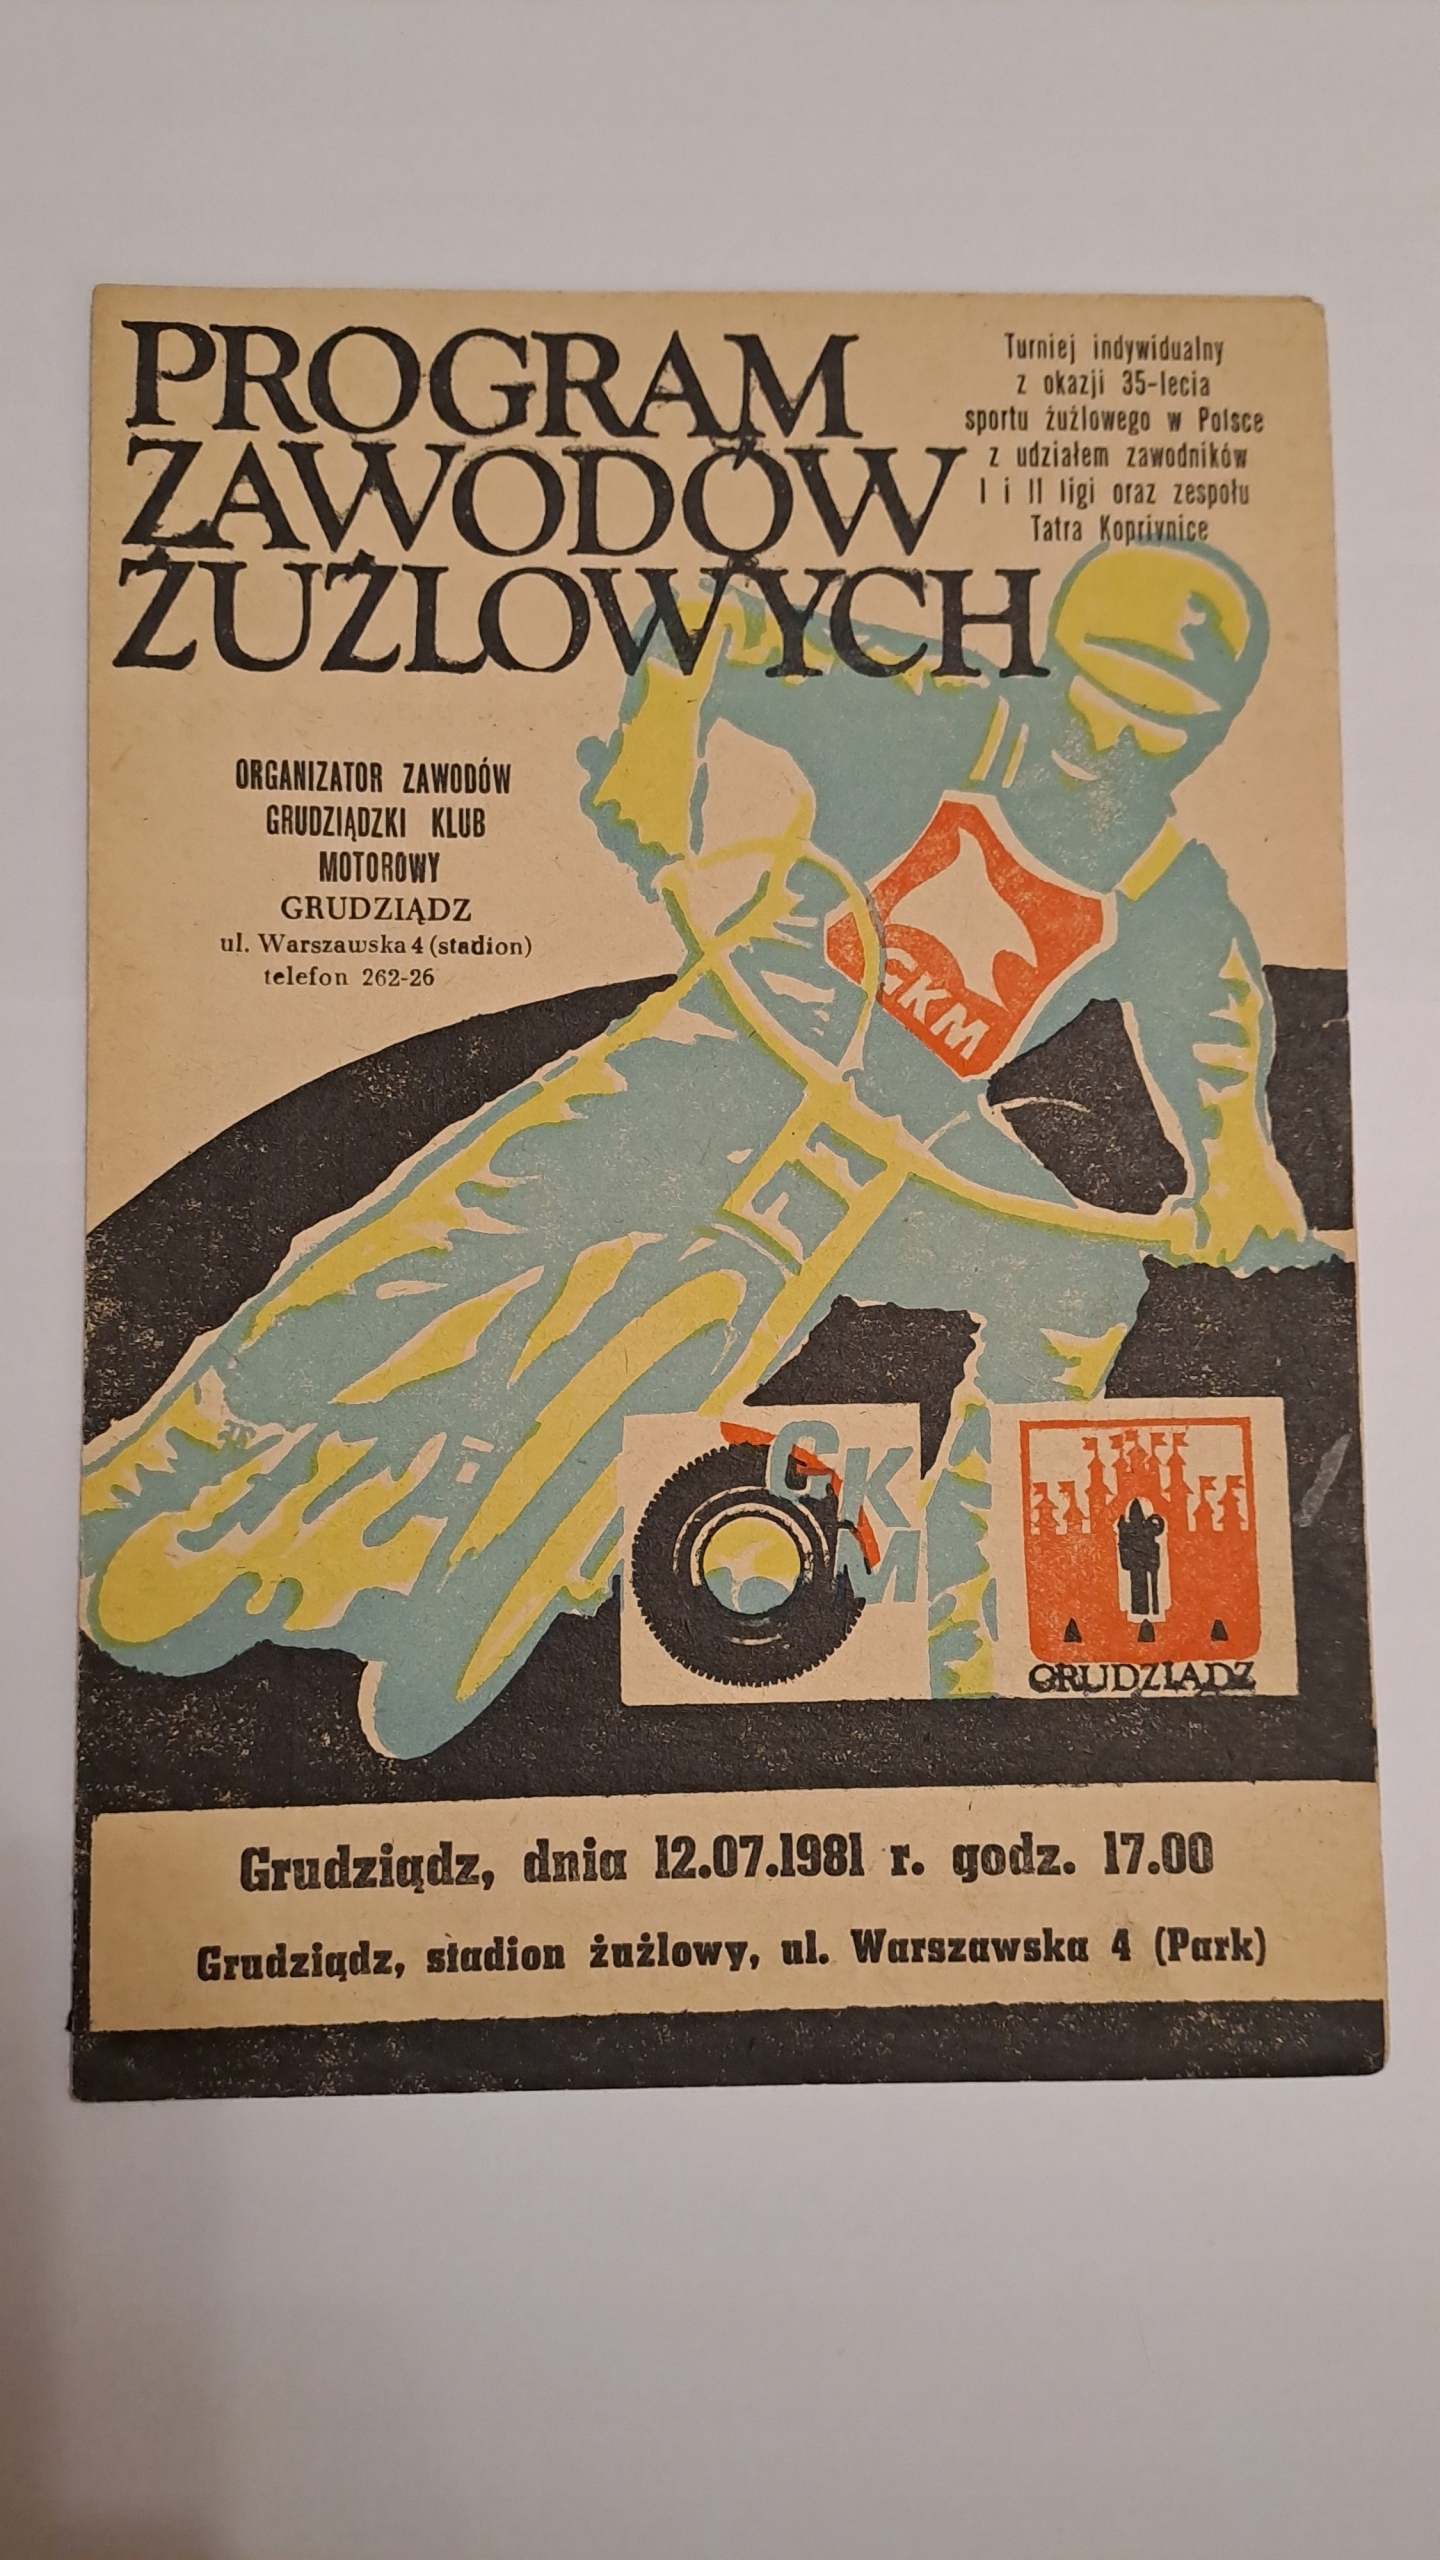 PROGRAM
ZAWODÓW
ŻUŻLOWYCH
Turniej indywidualny
z okazji 35-lecia
sportu żużlowego w Polsce
z udziałem zawodników
I i II ligi oraz zespołu
Tatra Koprivnice
ORGANIZATOR ZAWODÓW
GRUDZIĄDZKI KLUB
MOTOROWY
GRUDZIĄDZ
ul. Warszawska 4 (stadion)
telefon 262-26
GKM
GK
M
GRUDZIĄDZ
Grudziądz, dnia 12.07.1981 r. godz. 17.00
Grudziądz, stadion żużlowy, ul. Warszawska 4 (Park)